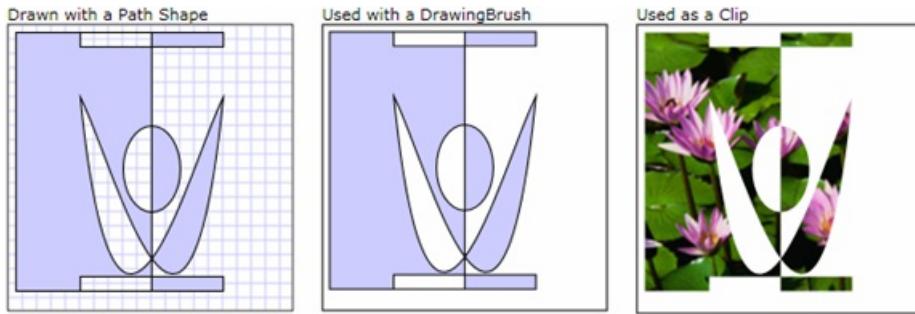 Drawn with a Path Shape
Used with a DrawingBrush
Used as a Clip